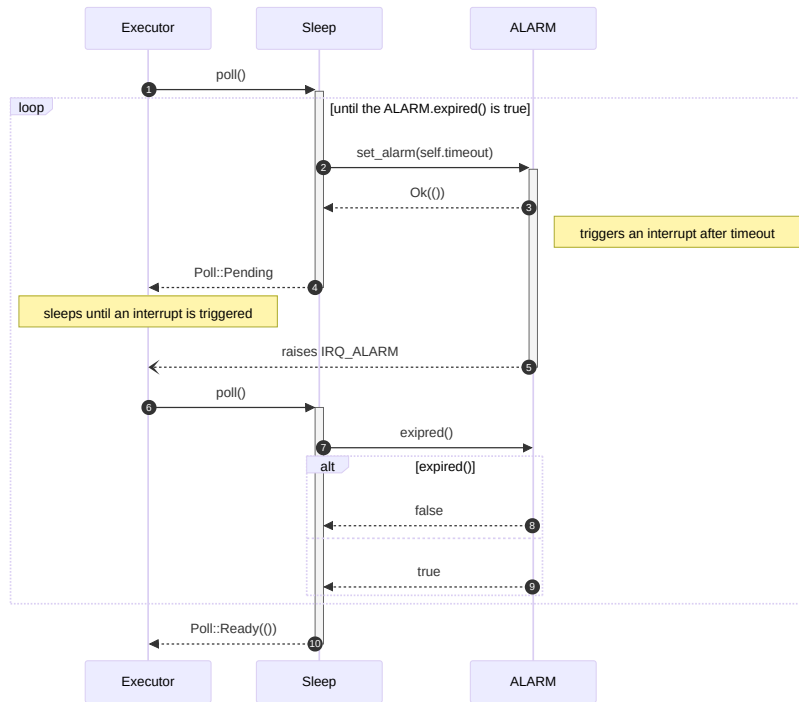 Executor Sleep ALARM
poll()
1
loop
[until the ALARM.expired() is true]
set_alarm(self.timeout)
2
Ok(())
3
triggers an interrupt after timeout
Poll::Pending
4
sleeps until an interrupt is triggered
raises IRQ_ALARM
5
poll()
6
exipred()
7
alt [expired()]
false
8
true
9
Poll::Ready(())
10
Executor Sleep ALARM